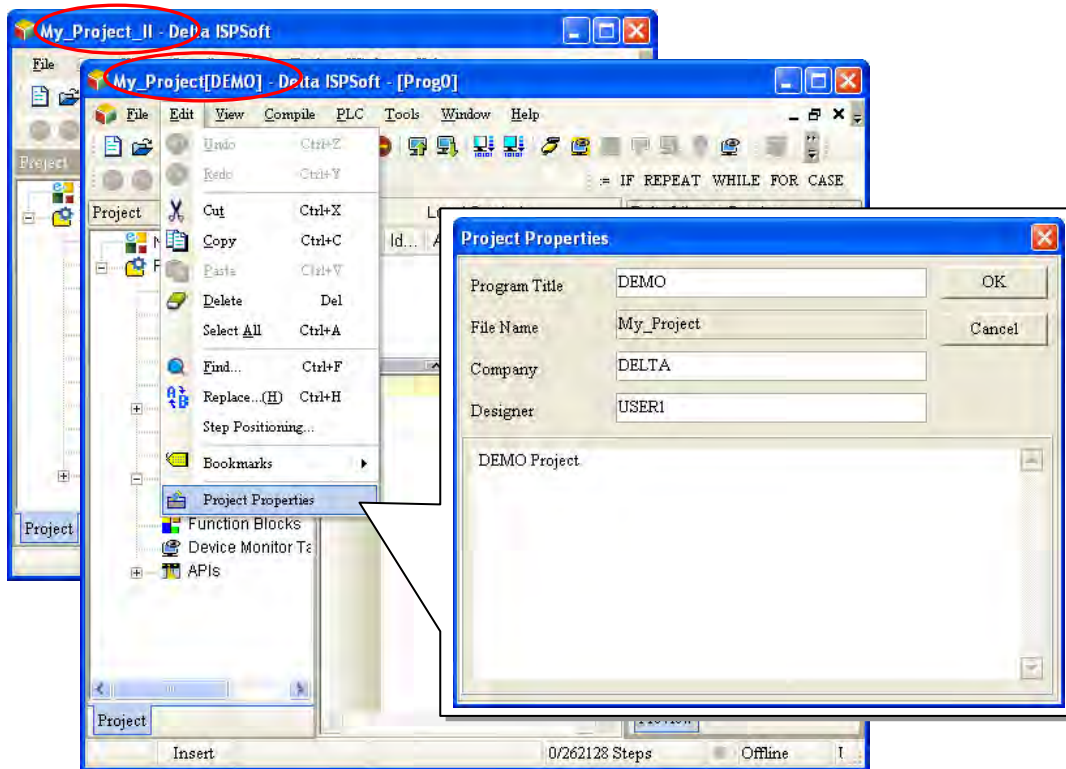 My_Project_II - Delta ISPSoft
File
My_Project[DEMO] - Delta ISPSoft - [Prog0]
File Edit View Compile PLC Tools Window Help
Undo Ctrl+Z
Redo Ctrl+Y
:= IF REPEAT WHILE FOR CASE
Project
Project
Cut Ctrl+X
Copy Ctrl+C
Id...
Paste Ctrl+V
Delete Del
Select All Ctrl+A
Find... Ctrl+F
Replace...(H) Ctrl+H
Step Positioning...
Bookmarks
Project Properties
Function Blocks
Device Monitor Ta
APIs
Project
Project
Insert 0/262128 Steps Offline
Project Properties
Program Title DEMO OK
File Name My_Project Cancel
Company DELTA
Designer USER1
DEMO Project